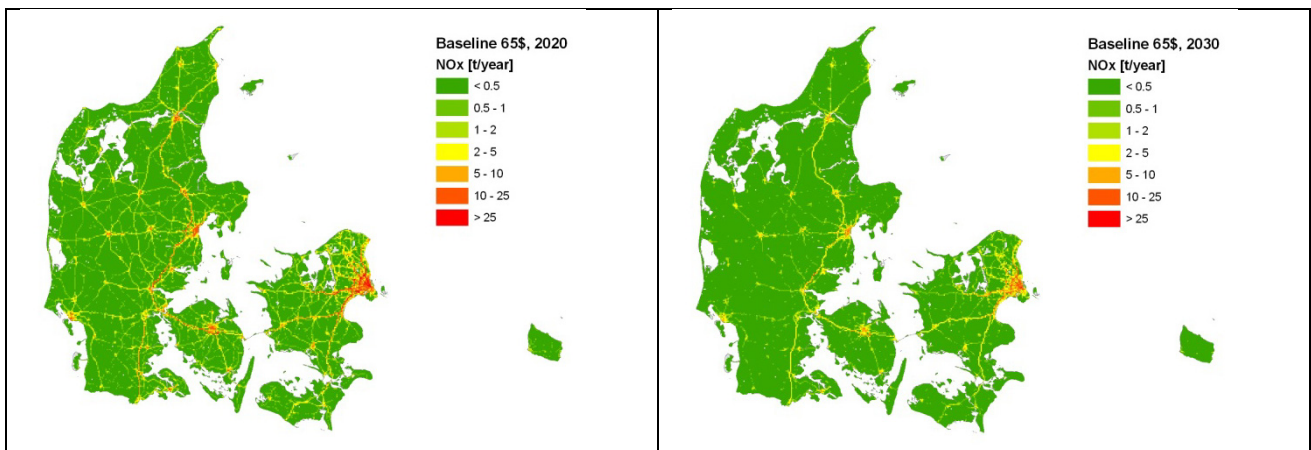 Baseline 65$, 2020
NOx [t/year]
< 0.5
0.5 - 1
1 - 2
2 - 5
5 - 10
10 - 25
> 25
Baseline 65$, 2030
NOx [t/year]
< 0.5
0.5 - 1
1 - 2
2 - 5
5 - 10
10 - 25
> 25